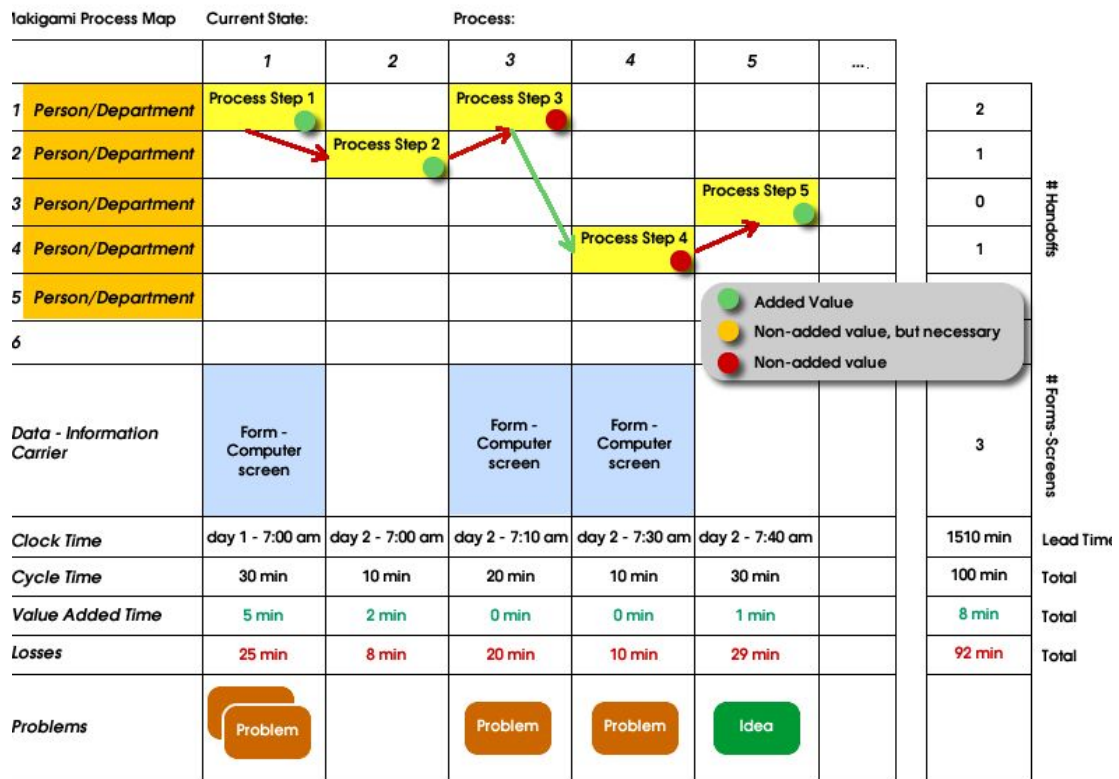 Makigami Process Map Current State: Process:
1 2 3 4 5 ....
1 Person/Department Process Step 1 Process Step 3 2
2 Person/Department Process Step 2 1
3 Person/Department Process Step 5 0
4 Person/Department Process Step 4 1
5 Person/Department
6
# Handoffs
Added Value
Non-added value, but necessary
Non-added value
Data - Information
Carrier
Form -
Computer
screen
Form -
Computer
screen
Form -
Computer
screen
3
# Forms-Screens
Clock Time day 1 - 7:00 am day 2 - 7:00 am day 2 - 7:10 am day 2 - 7:30 am day 2 - 7:40 am 1510 min Lead Time
Cycle Time 30 min 10 min 20 min 10 min 30 min 100 min Total
Value Added Time 5 min 2 min 0 min 0 min 1 min 8 min Total
Losses 25 min 8 min 20 min 10 min 29 min 92 min Total
Problems Problem Problem Problem Idea